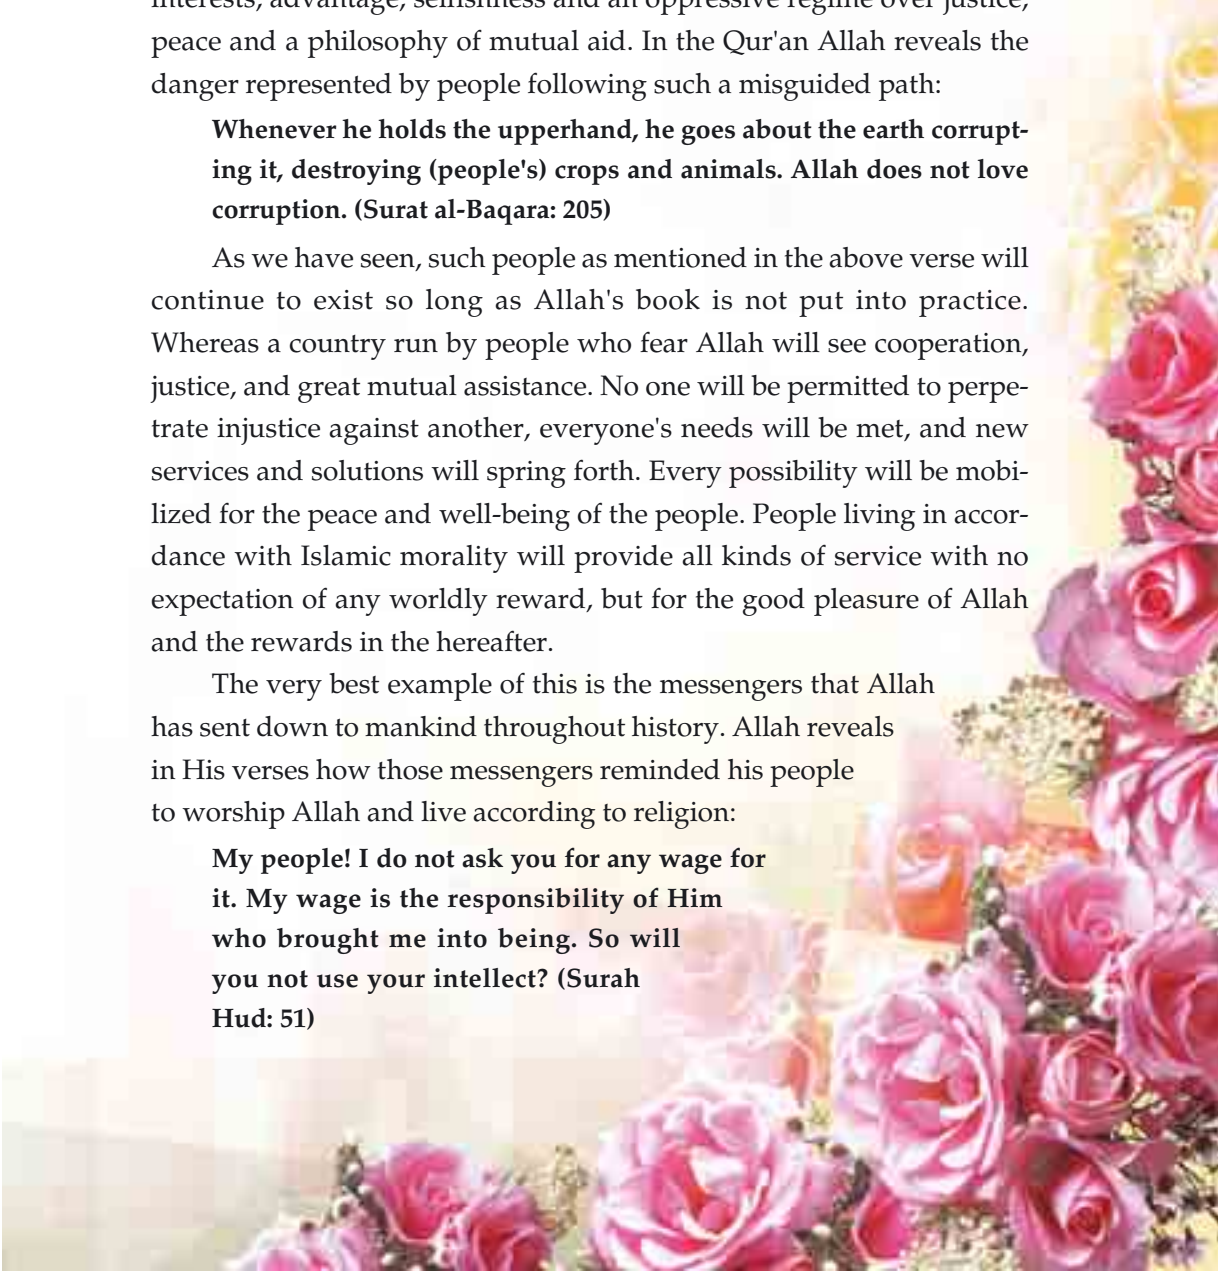 interests, advantage, selfishness and an oppressive regime over justice,
peace and a philosophy of mutual aid. In the Qur'an Allah reveals the
danger represented by people following such a misguided path:
Whenever he holds the upperhand, he goes about the earth corrupt-
ing it, destroying (people's) crops and animals. Allah does not love
corruption. (Surat al-Baqara: 205)
As we have seen, such people as mentioned in the above verse will
continue to exist so long as Allah's book is not put into practice.
Whereas a country run by people who fear Allah will see cooperation,
justice, and great mutual assistance. No one will be permitted to perpe-
trate injustice against another, everyone's needs will be met, and new
services and solutions will spring forth. Every possibility will be mobi-
lized for the peace and well-being of the people. People living in accor-
dance with Islamic morality will provide all kinds of service with no
expectation of any worldly reward, but for the good pleasure of Allah
and the rewards in the hereafter.
The very best example of this is the messengers that Allah
has sent down to mankind throughout history. Allah reveals
in His verses how those messengers reminded his people
to worship Allah and live according to religion:
My people! I do not ask you for any wage for
it. My wage is the responsibility of Him
who brought me into being. So will
you not use your intellect? (Surah
Hud: 51)